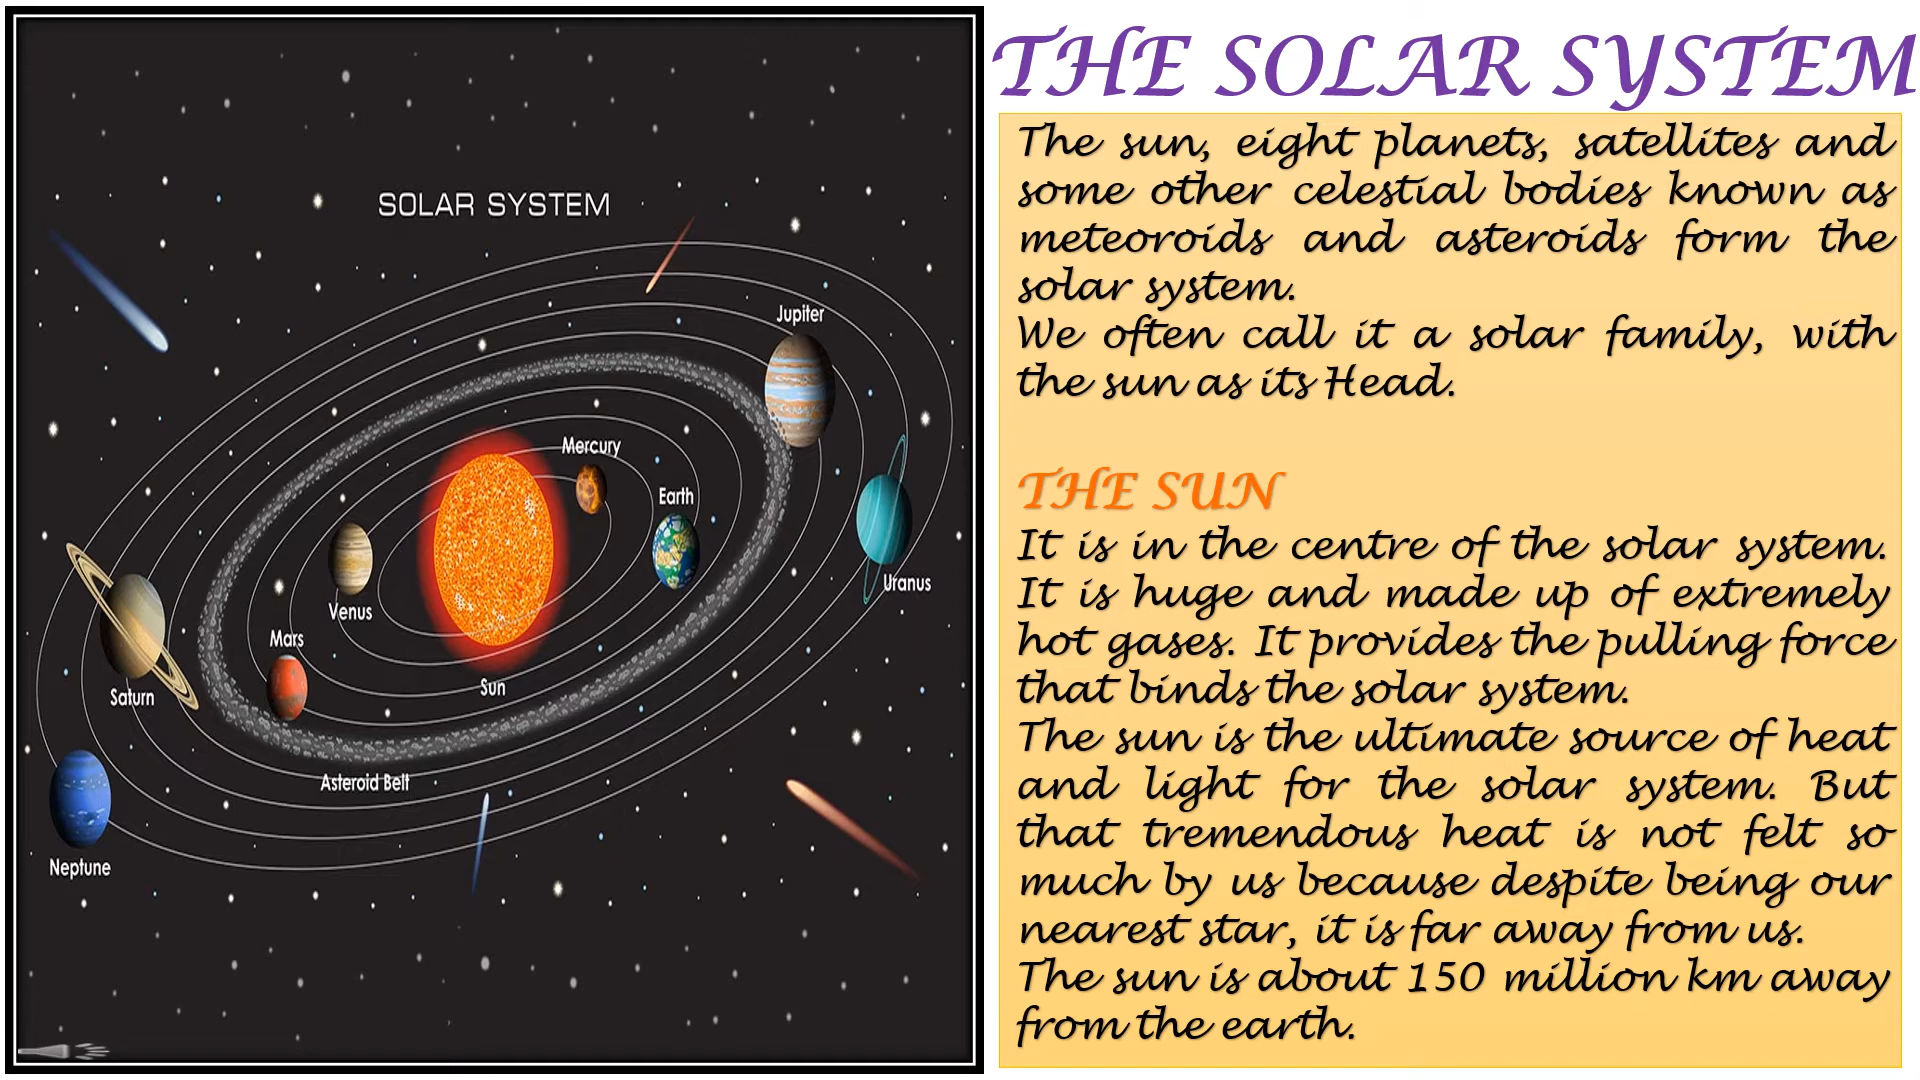 SOLAR SYSTEM
Jupiter
Mercury
Earth
Uranus
Venus
Mars
Sun
Saturn
Asteroid Belt
Neptune
THE SOLAR SYSTEM
The sun, eight planets, satellites and
some other celestial bodies known as
meteoroids and asteroids form the
solar system.
We often call it a solar family, with
the sun as its Head.
THE SUN
It is in the centre of the solar system.
It is huge and made up of extremely
hot gases. It provides the pulling force
that binds the solar system.
The sun is the ultimate source of heat
and light for the solar system. But
that tremendous heat is not felt so
much by us because despite being our
nearest star, it is far away from us.
The sun is about 150 million km away
from the earth.